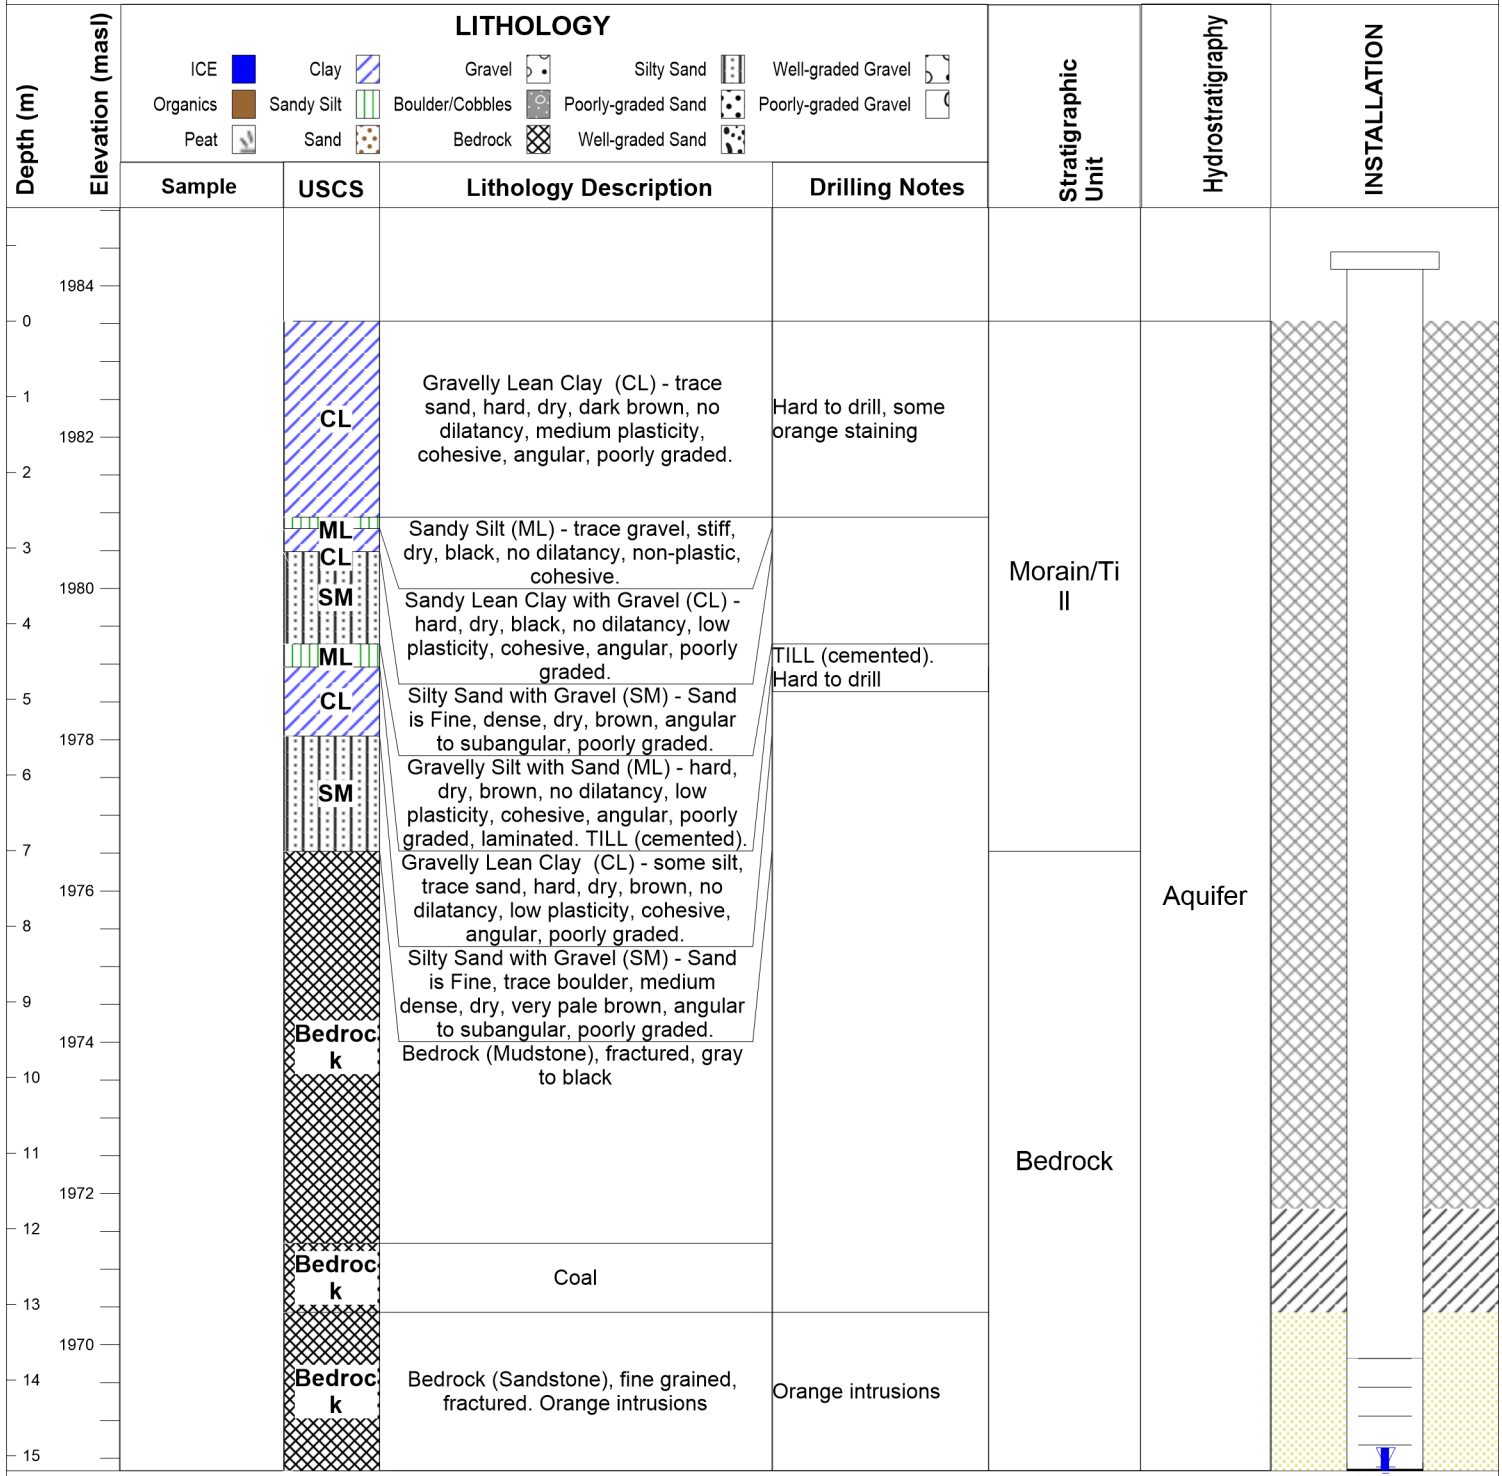 LITHOLOGY
ICE Clay Gravel Silty Sand Well-graded Gravel
Organics Sandy Silt Boulder/Cobbles Poorly-graded Sand Poorly-graded Gravel
Peat Sand Bedrock Well-graded Sand
Depth (m)
Elevation (masl)
Sample
USCS
Lithology Description
Drilling Notes
Stratigraphic
Unit
Hydrostratigraphy
INSTALLATION
0
1
2
3
4
5
6
7
8
9
10
11
12
13
14
15
1984
1982
1980
1978
1976
1974
1972
1970
CL
ML
CL
SM
ML
CL
SM
Bedroc
k
Bedroc
k
Bedroc
k
Gravelly Lean Clay (CL) - trace
sand, hard, dry, dark brown, no
dilatancy, medium plasticity,
cohesive, angular, poorly graded.
Sandy Silt (ML) - trace gravel, stiff,
dry, black, no dilatancy, non-plastic,
cohesive.
Sandy Lean Clay with Gravel (CL) -
hard, dry, black, no dilatancy, low
plasticity, cohesive, angular, poorly
graded.
Silty Sand with Gravel (SM) - Sand
is Fine, dense, dry, brown, angular
to subangular, poorly graded.
Gravelly Silt with Sand (ML) - hard,
dry, brown, no dilatancy, low
plasticity, cohesive, angular, poorly
graded, laminated. TILL (cemented).
Gravelly Lean Clay (CL) - some silt,
trace sand, hard, dry, brown, no
dilatancy, low plasticity, cohesive,
angular, poorly graded.
Silty Sand with Gravel (SM) - Sand
is Fine, trace boulder, medium
dense, dry, very pale brown, angular
to subangular, poorly graded.
Bedrock (Mudstone), fractured, gray
to black
Coal
Bedrock (Sandstone), fine grained,
fractured. Orange intrusions
Hard to drill, some
orange staining
TILL (cemented).
Hard to drill
Orange intrusions
Morain/Ti
ll
Bedrock
Aquifer